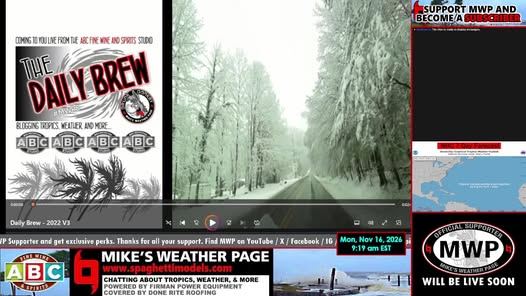 SUPPORT MWP AND
BECOME A SUBSCRIBER
COMING TO YOU LIVE FROM THE ABC FINE WINE AND SPIRITS STUDIO
THE
DAILY BREW
BLOGGING TROPICS, WEATHER, AND MORE...
ABC ABC ABC ABC
Daily Brew - 2022 V3
WP Supporter and get exclusive perks. Thanks for all your support. Find MWP on YouTube / X / Facebook / IG
Mon, Nov 16, 2026
9:19 am EST
FINE WINE
ABC
& SPIRITS
MIKE'S WEATHER PAGE
www.spaghettimodels.com
CHATTING ABOUT TROPICS, WEATHER, & MORE
POWERED BY FIRMAN POWER EQUIPMENT
COVERED BY DONE RITE ROOFING
OFFICIAL SUPPORTER
MWP
MIKE'S WEATHER PAGE
WILL BE LIVE SOON